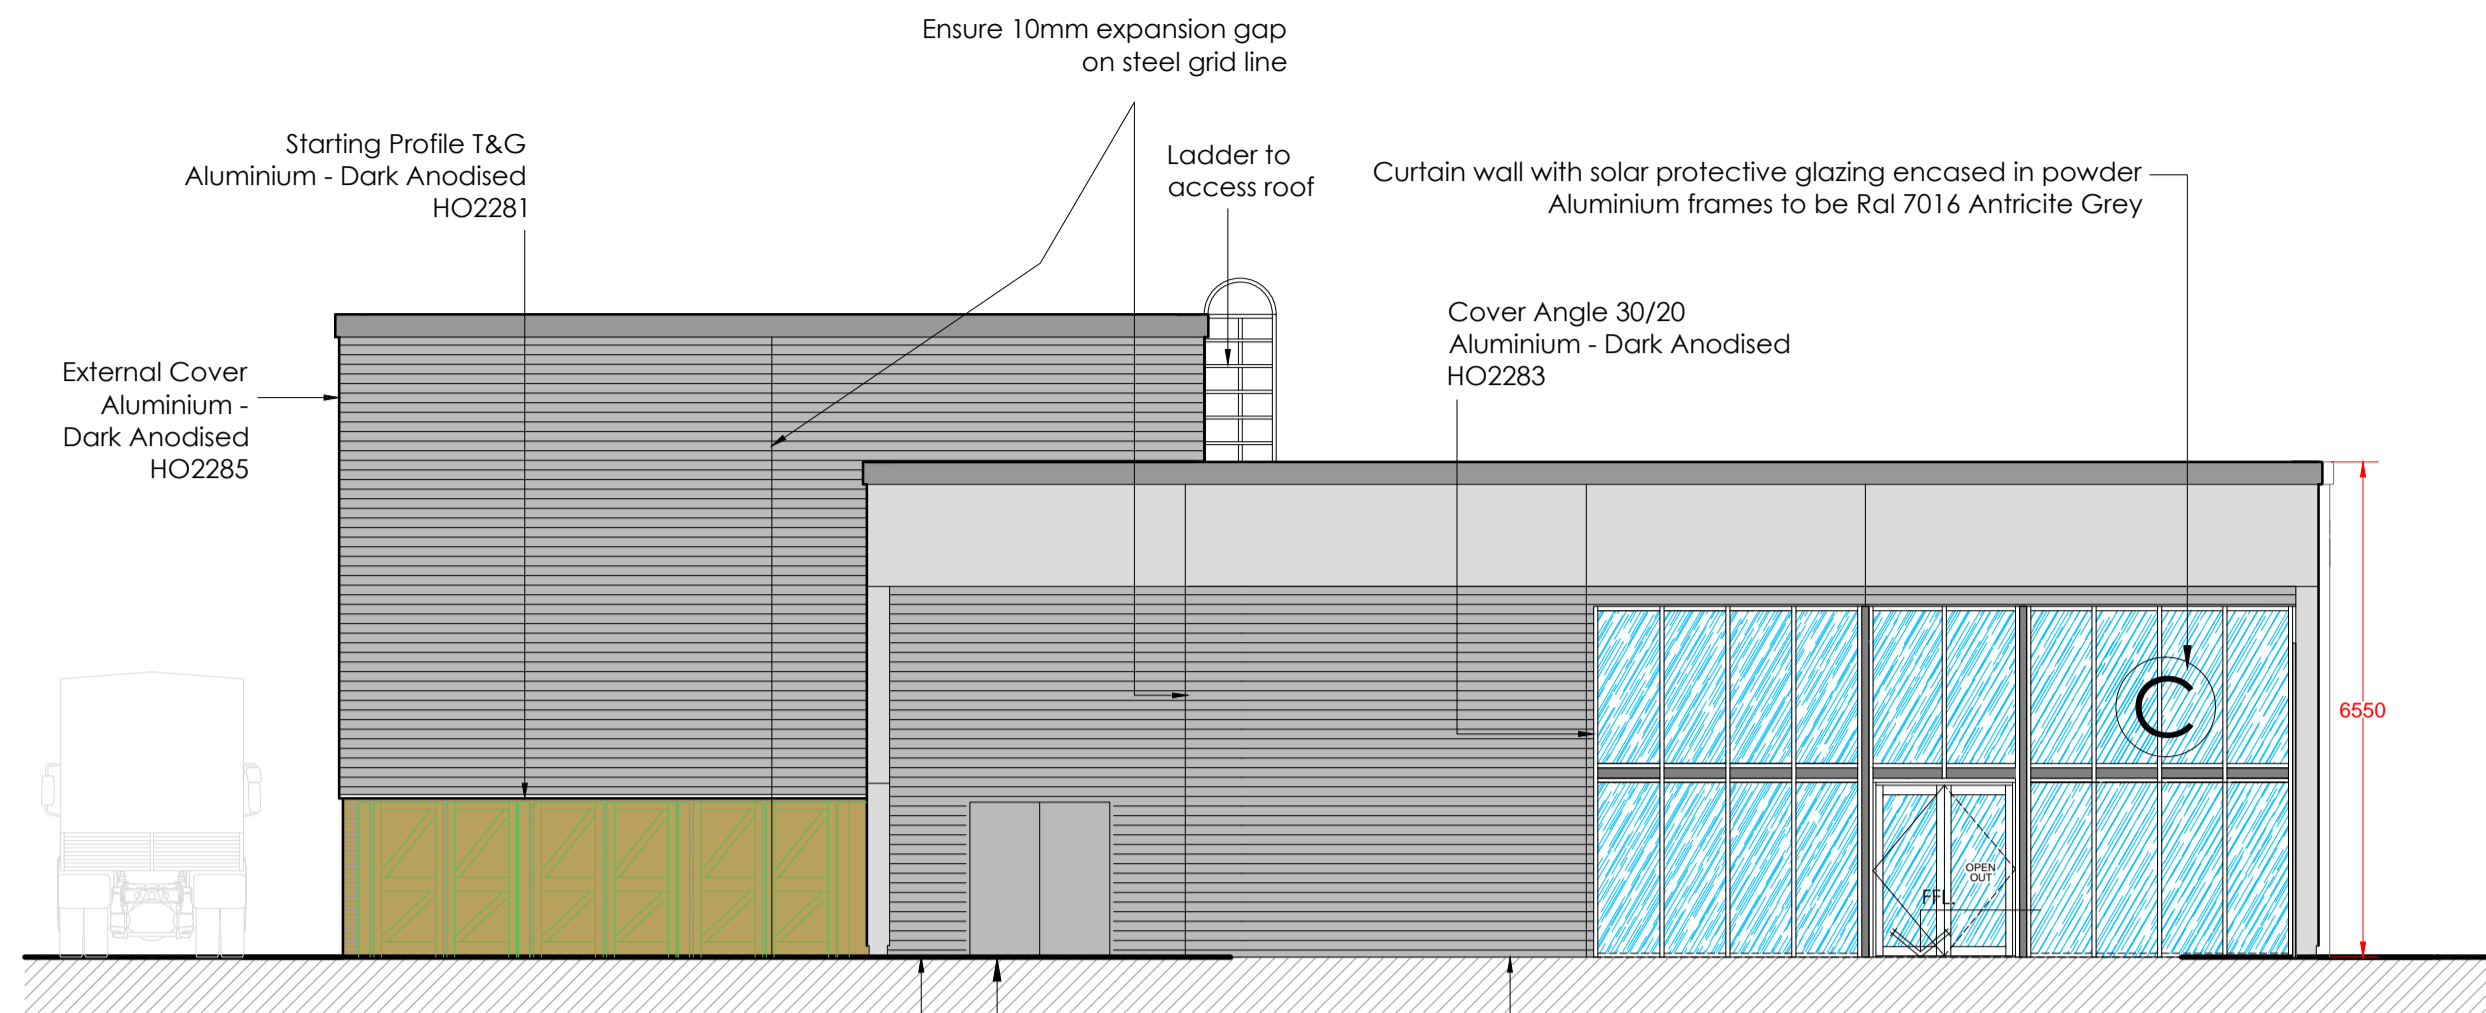 Ensure 10mm expansion gap
on steel grid line
Starting Profile T&G
Aluminium - Dark Anodised
HO2281
Ladder to
access roof
Curtain wall with solar protective glazing encased in powder
Aluminium frames to be Ral 7016 Antricite Grey
Cover Angle 30/20
Aluminium - Dark Anodised
HO2283
External Cover
Aluminium -
Dark Anodised
HO2285
C
6550
OPEN
OUT
FFL.